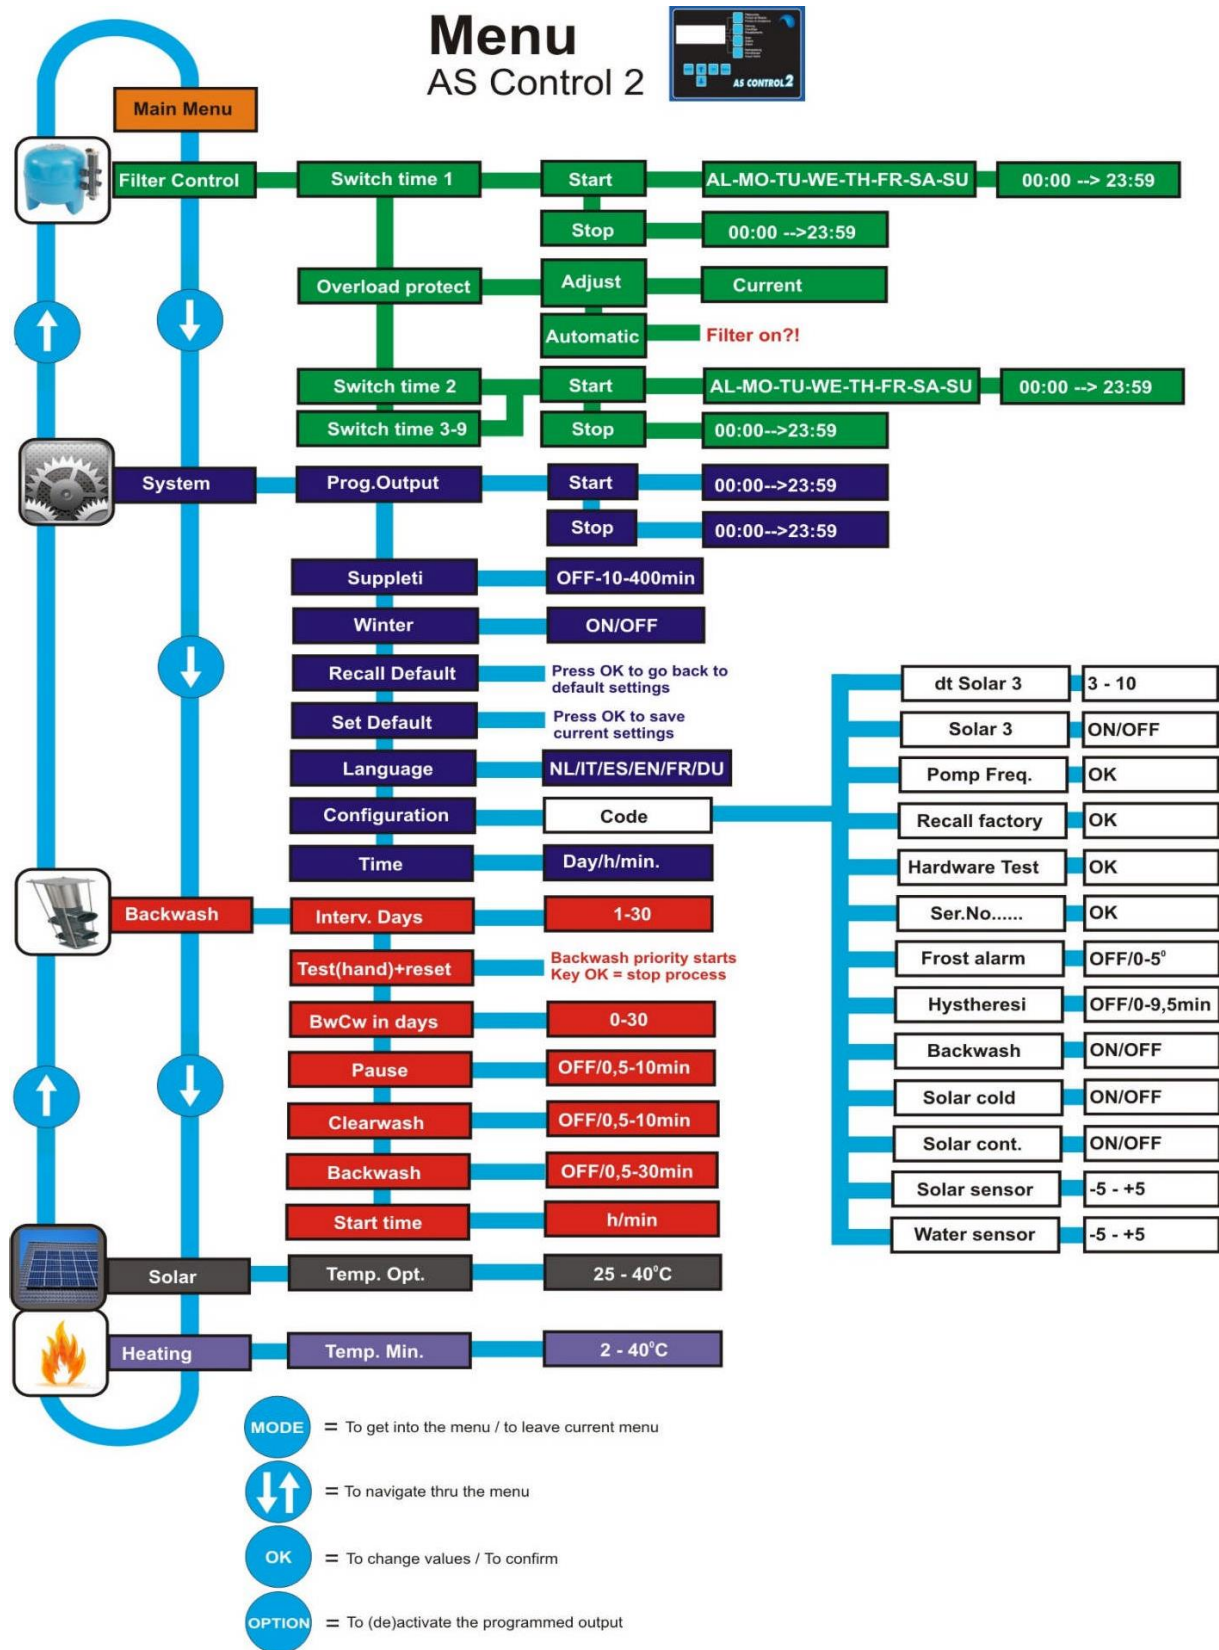 Menu
AS Control 2
AS CONTROL 2
Main Menu
Filter Control
Switch time 1
Start
AL-MO-TU-WE-TH-FR-SA-SU
00:00 --> 23:59
Stop
00:00 -->23:59
Overload protect
Adjust
Current
Automatic
Filter on?!
Switch time 2
Start
AL-MO-TU-WE-TH-FR-SA-SU
00:00 --> 23:59
Switch time 3-9
Stop
00:00-->23:59
System
Prog.Output
Start
00:00-->23:59
Stop
00:00-->23:59
Suppleti
OFF-10-400min
Winter
ON/OFF
Recall Default
Press OK to go back to
default settings
Set Default
Press OK to save
current settings
Language
NL/IT/ES/EN/FR/DU
Configuration
Code
Time
Day/h/min.
dt Solar 3
3 - 10
Solar 3
ON/OFF
Pomp Freq.
OK
Recall factory
OK
Hardware Test
OK
Ser.No......
OK
Frost alarm
OFF/0-5⁰
Hystheresi
OFF/0-9,5min
Backwash
ON/OFF
Solar cold
ON/OFF
Solar cont.
ON/OFF
Solar sensor
-5 - +5
Water sensor
-5 - +5
Backwash
Interv. Days
1-30
Test(hand)+reset
Backwash priority starts
Key OK = stop process
BwCw in days
0-30
Pause
OFF/0,5-10min
Clearwash
OFF/0,5-10min
Backwash
OFF/0,5-30min
Start time
h/min
Solar
Temp. Opt.
25 - 40⁰C
Heating
Temp. Min.
2 - 40⁰C
MODE = To get into the menu / to leave current menu
↓↑ = To navigate thru the menu
OK = To change values / To confirm
OPTION = To (de)activate the programmed output